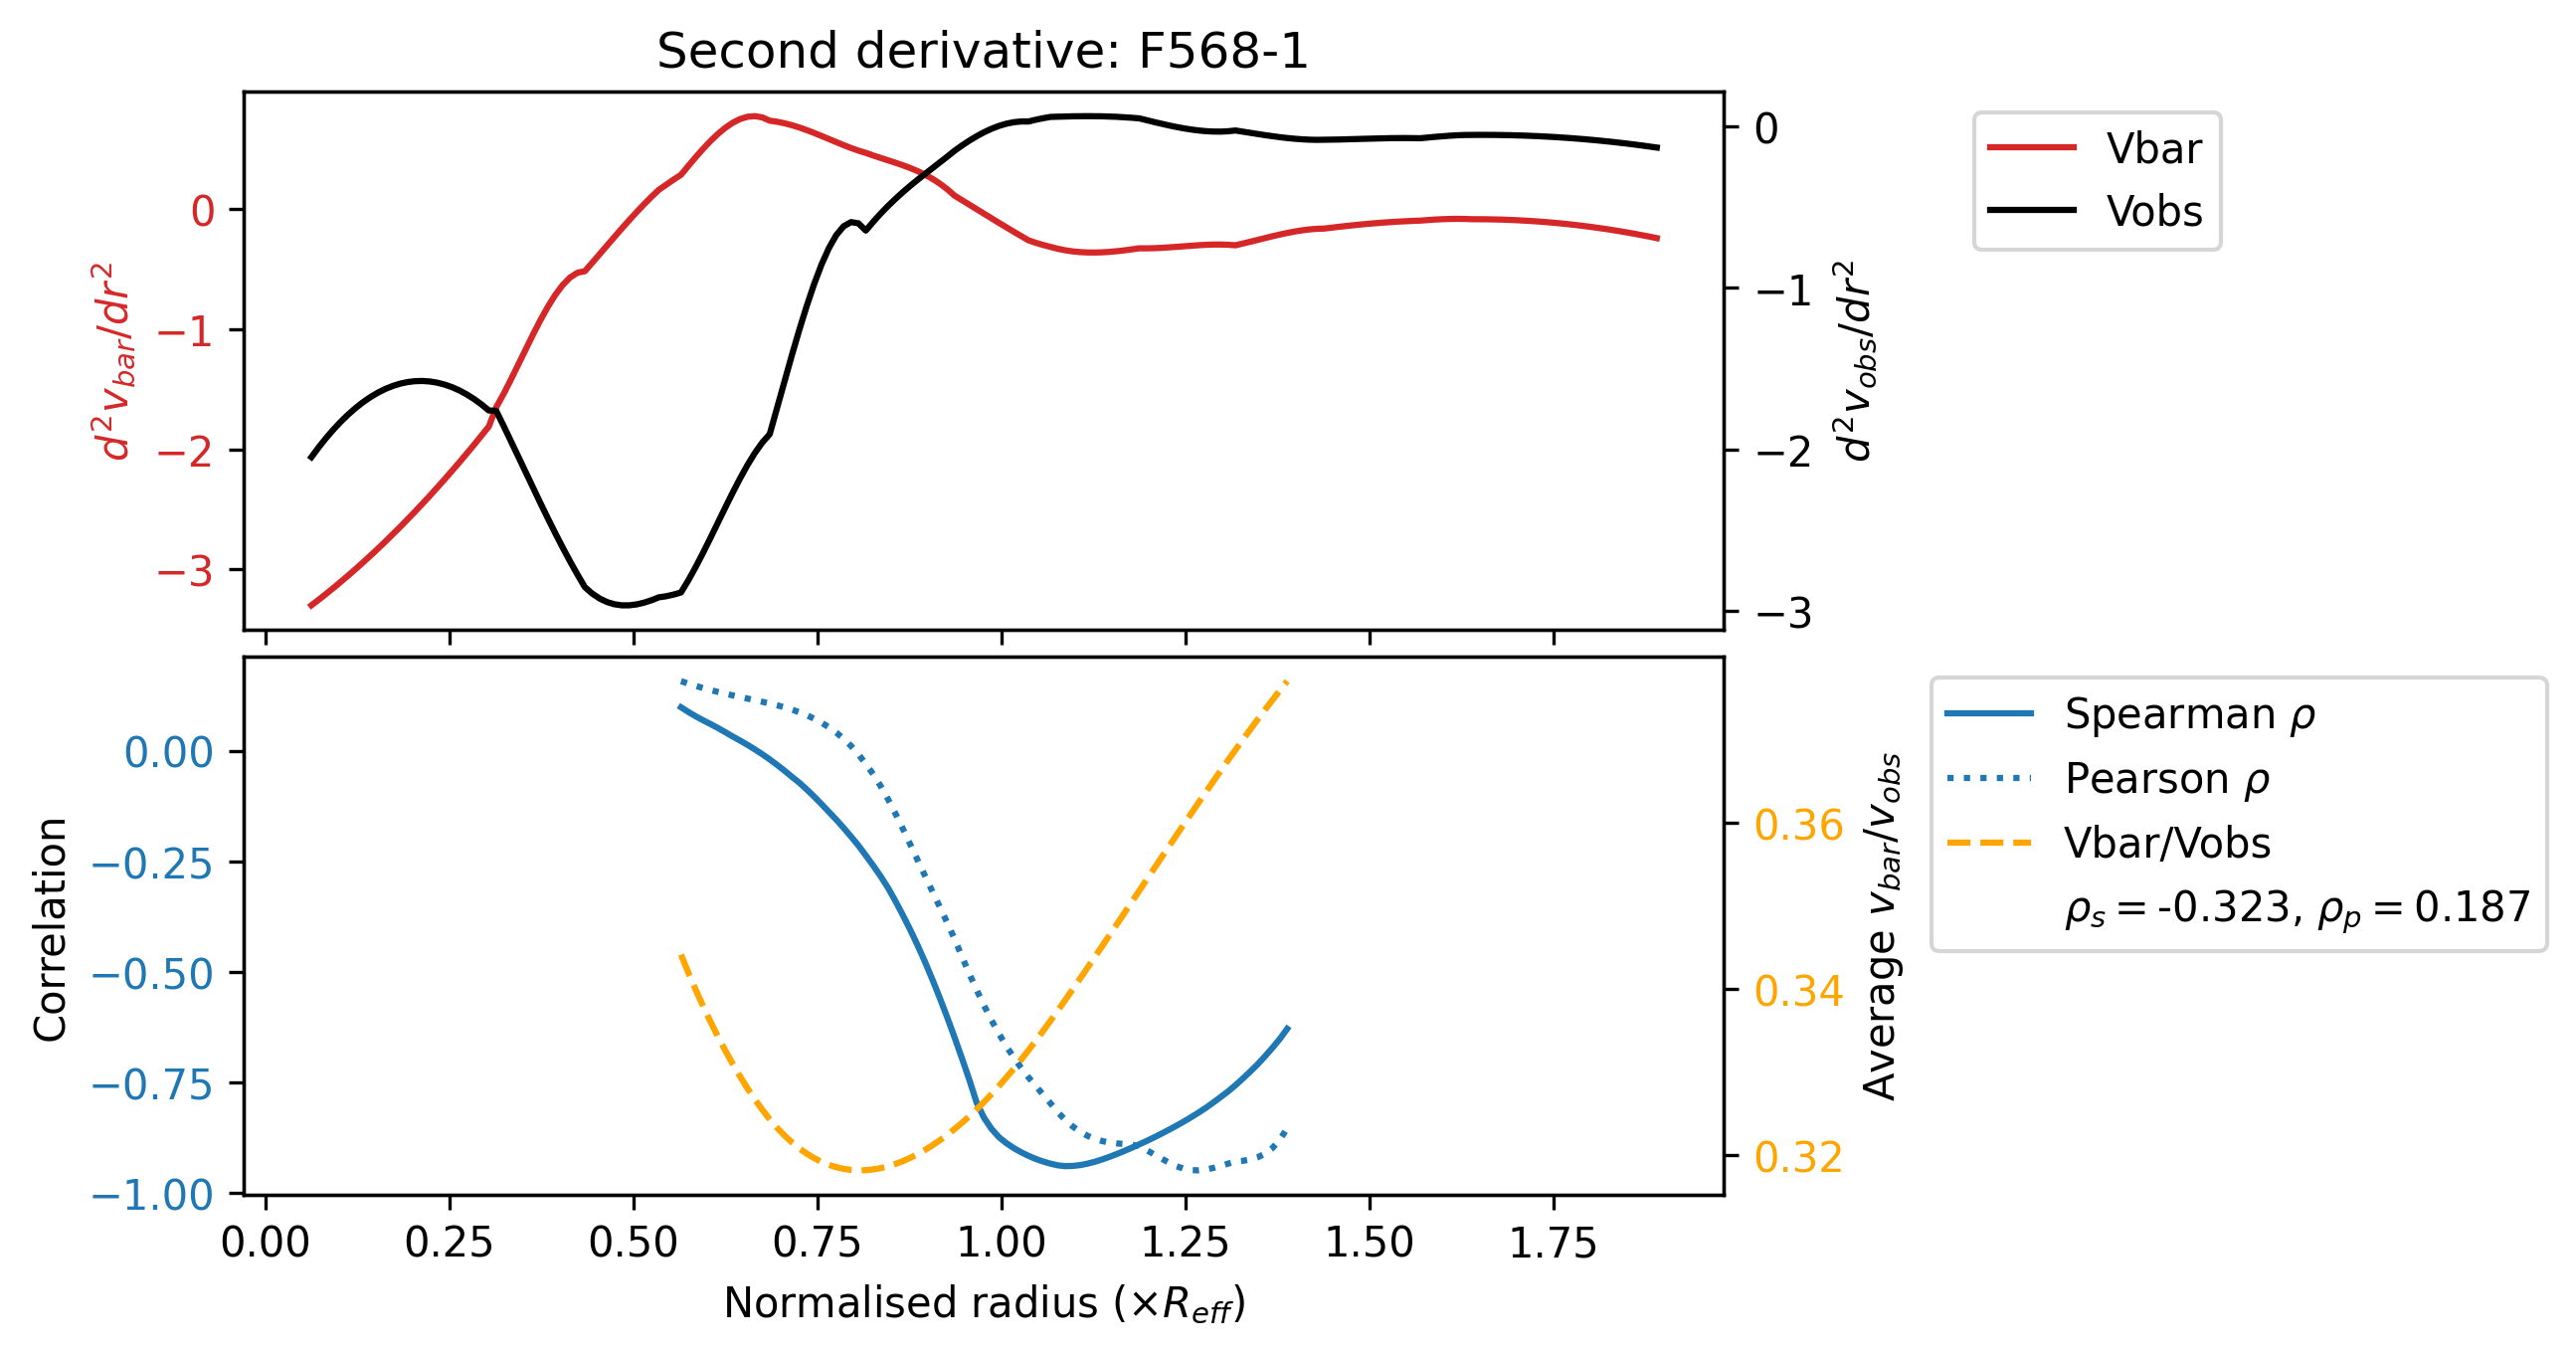 Second derivative: F568-1
0
−1
−2
−3
d²v_bar/dr²
0
−1
−2
−3
d²v_obs/dr²
Vbar
Vobs
0.00
−0.25
−0.50
−0.75
−1.00
Correlation
0.36
0.34
0.32
Average v_bar/v_obs
Spearman ρ
Pearson ρ
Vbar/Vobs
ρ_s = -0.323, ρ_p = 0.187
0.00 0.25 0.50 0.75 1.00 1.25 1.50 1.75
Normalised radius (×R_eff)